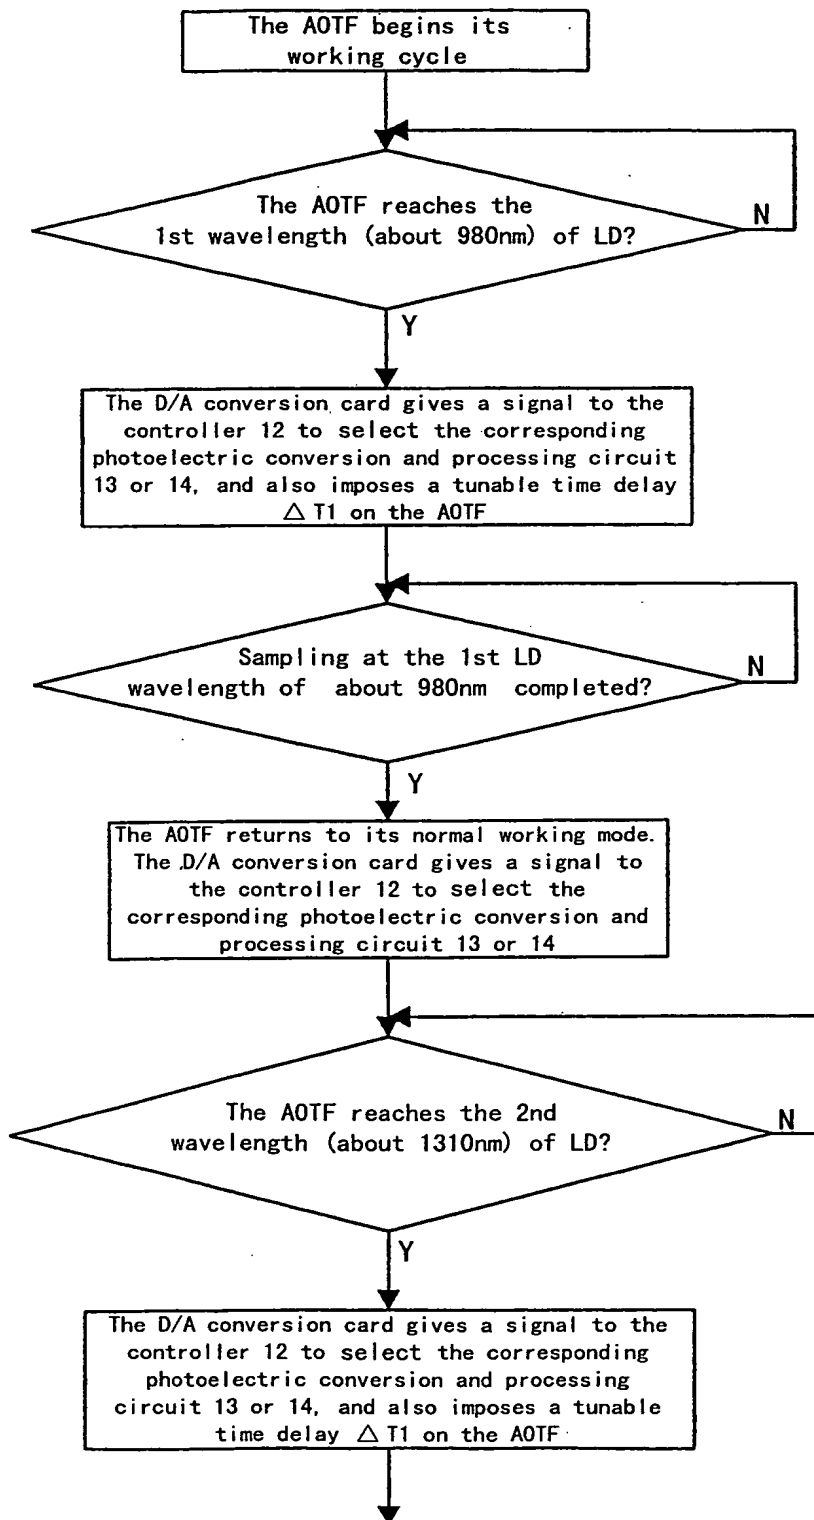 The AOTF begins its
working cycle
The AOTF reaches the
1st wavelength (about 980nm) of LD?
N
Y
The D/A conversion card gives a signal to the
controller 12 to select the corresponding
photoelectric conversion and processing circuit
13 or 14, and also imposes a tunable time delay
△ T1 on the AOTF
Sampling at the 1st LD
wavelength of about 980nm completed?
N
Y
The AOTF returns to its normal working mode.
The D/A conversion card gives a signal to
the controller 12 to select the
corresponding photoelectric conversion and
processing circuit 13 or 14
The AOTF reaches the 2nd
wavelength (about 1310nm) of LD?
N
Y
The D/A conversion card gives a signal to the
controller 12 to select the corresponding
photoelectric conversion and processing
circuit 13 or 14, and also imposes a tunable
time delay △ T1 on the AOTF